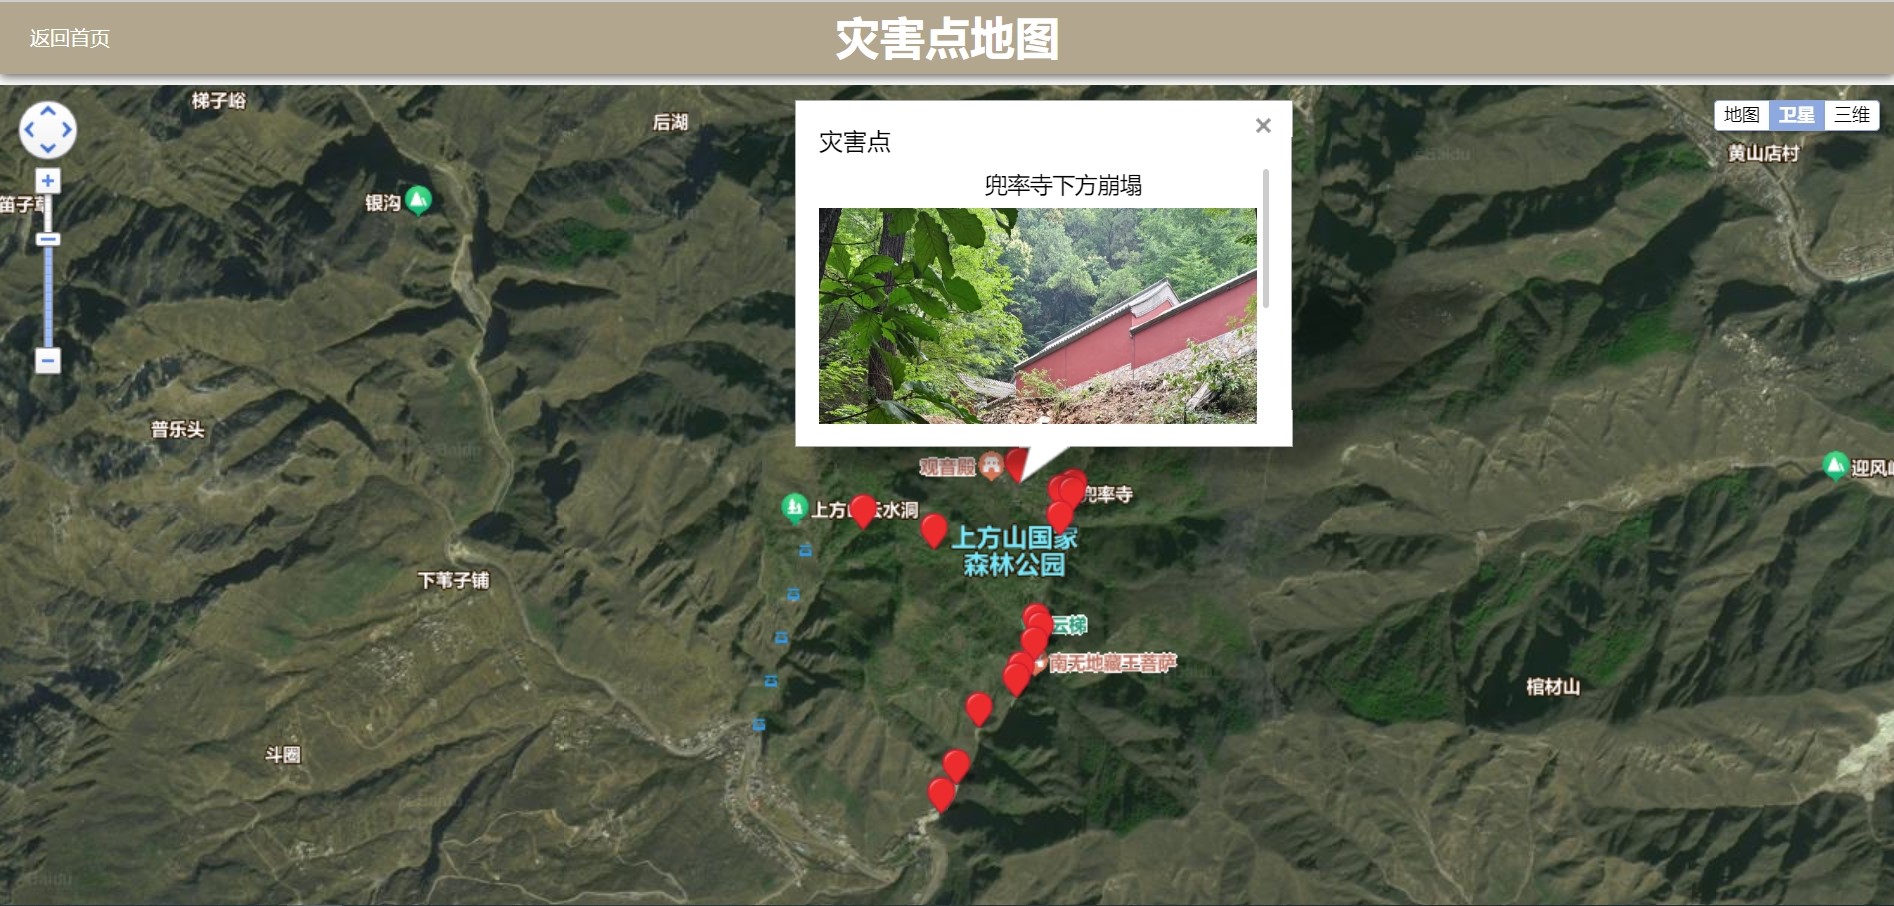 返回首页
灾害点地图
地图
卫星
三维
灾害点
兜率寺下方崩塌
梯子峪
后湖
黄山店村
©Baidu
银沟
普乐头
观音殿
兜率寺
迎风
上方
云水洞
上方山国家
森林公园
下苇子铺
云梯
南无地藏王菩萨
棺材山
斗圈
Baidu